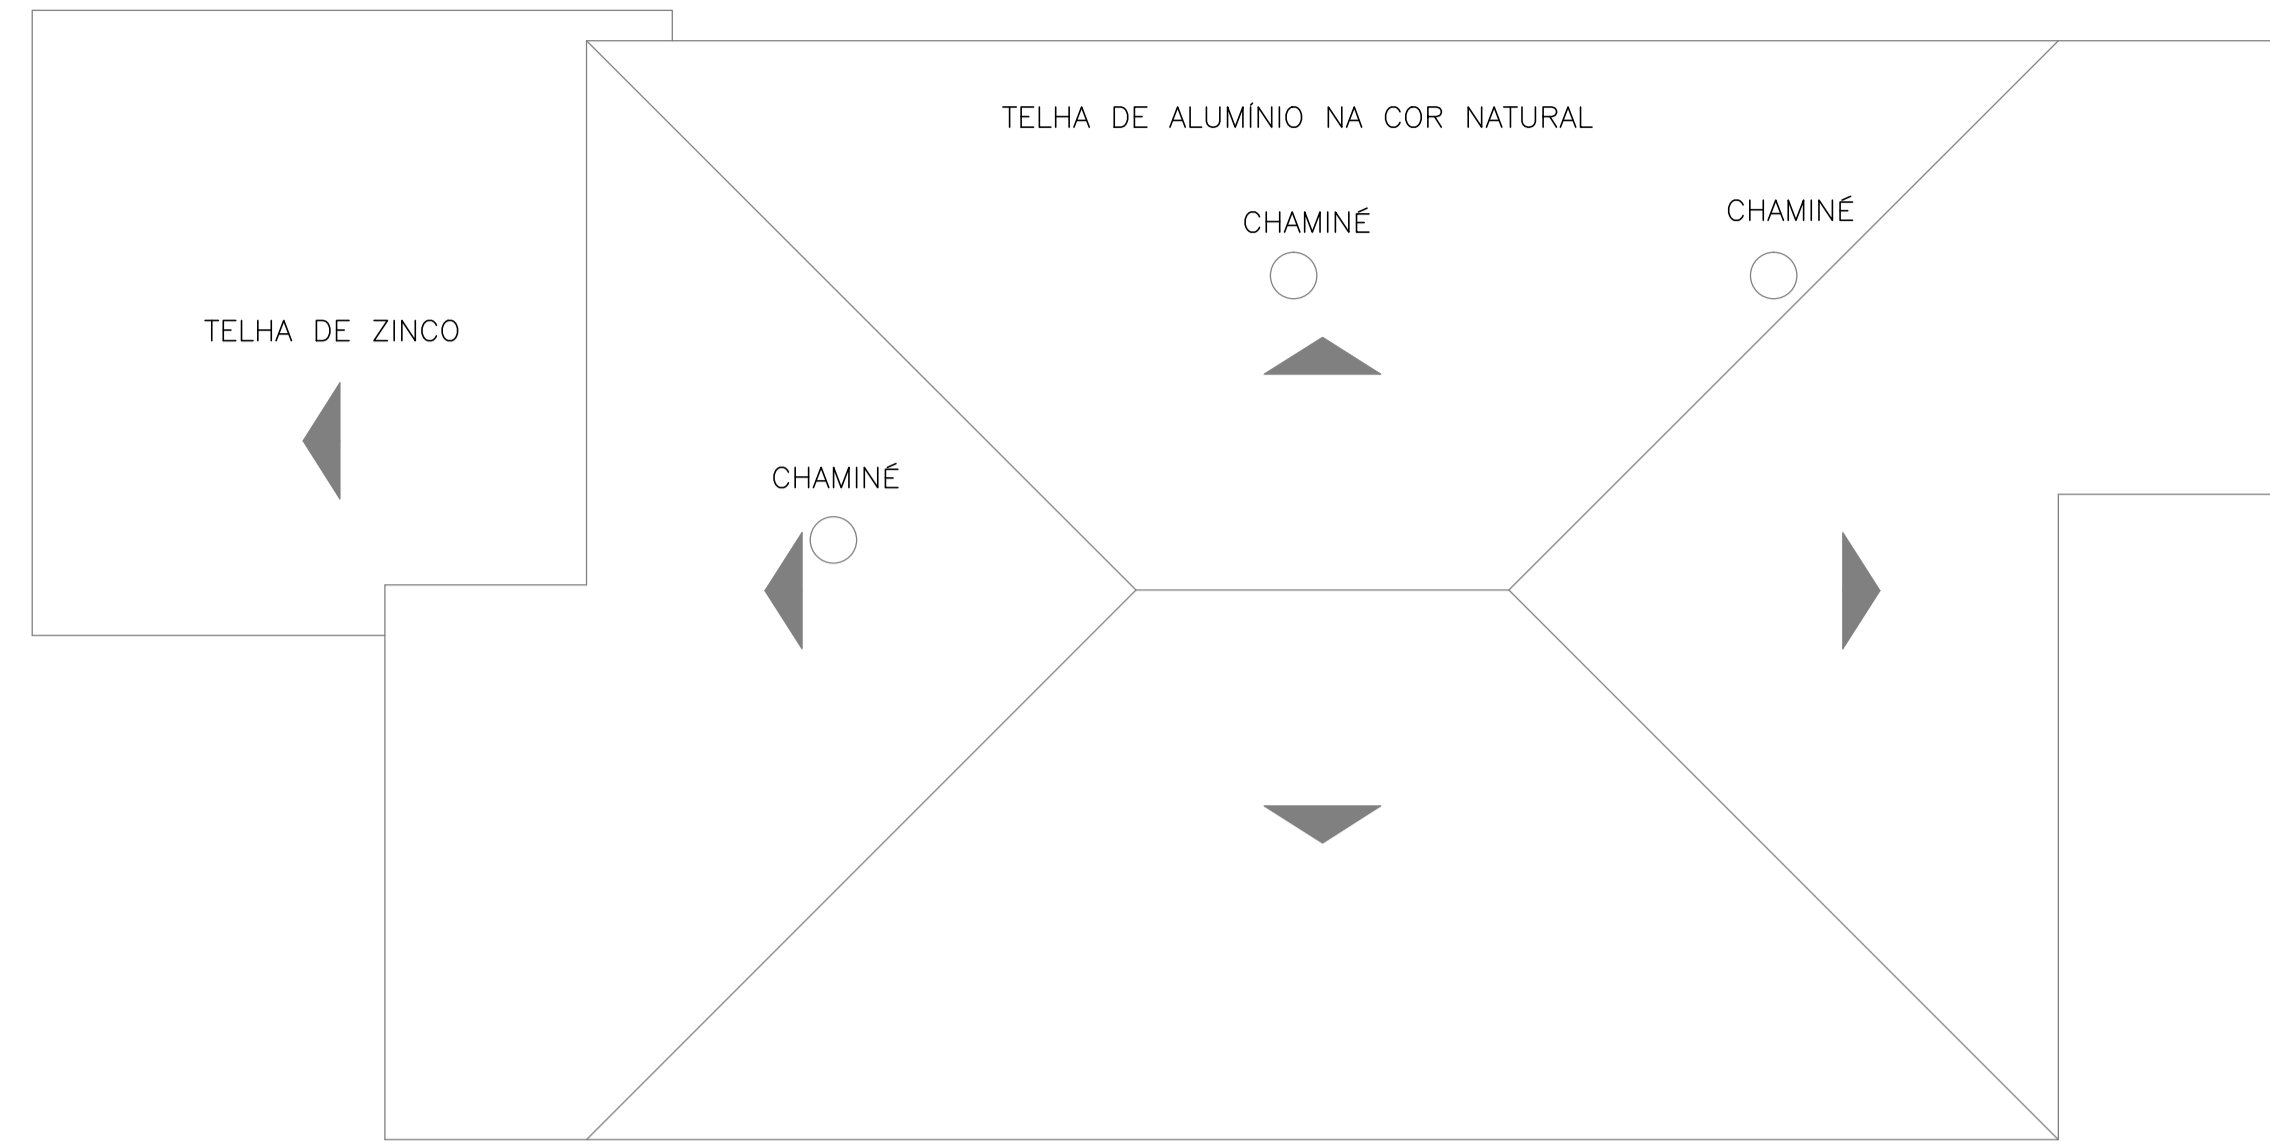 TELHA DE ALUMÍNIO NA COR NATURAL
CHAMINÉ
CHAMINÉ
TELHA DE ZINCO
CHAMINÉ